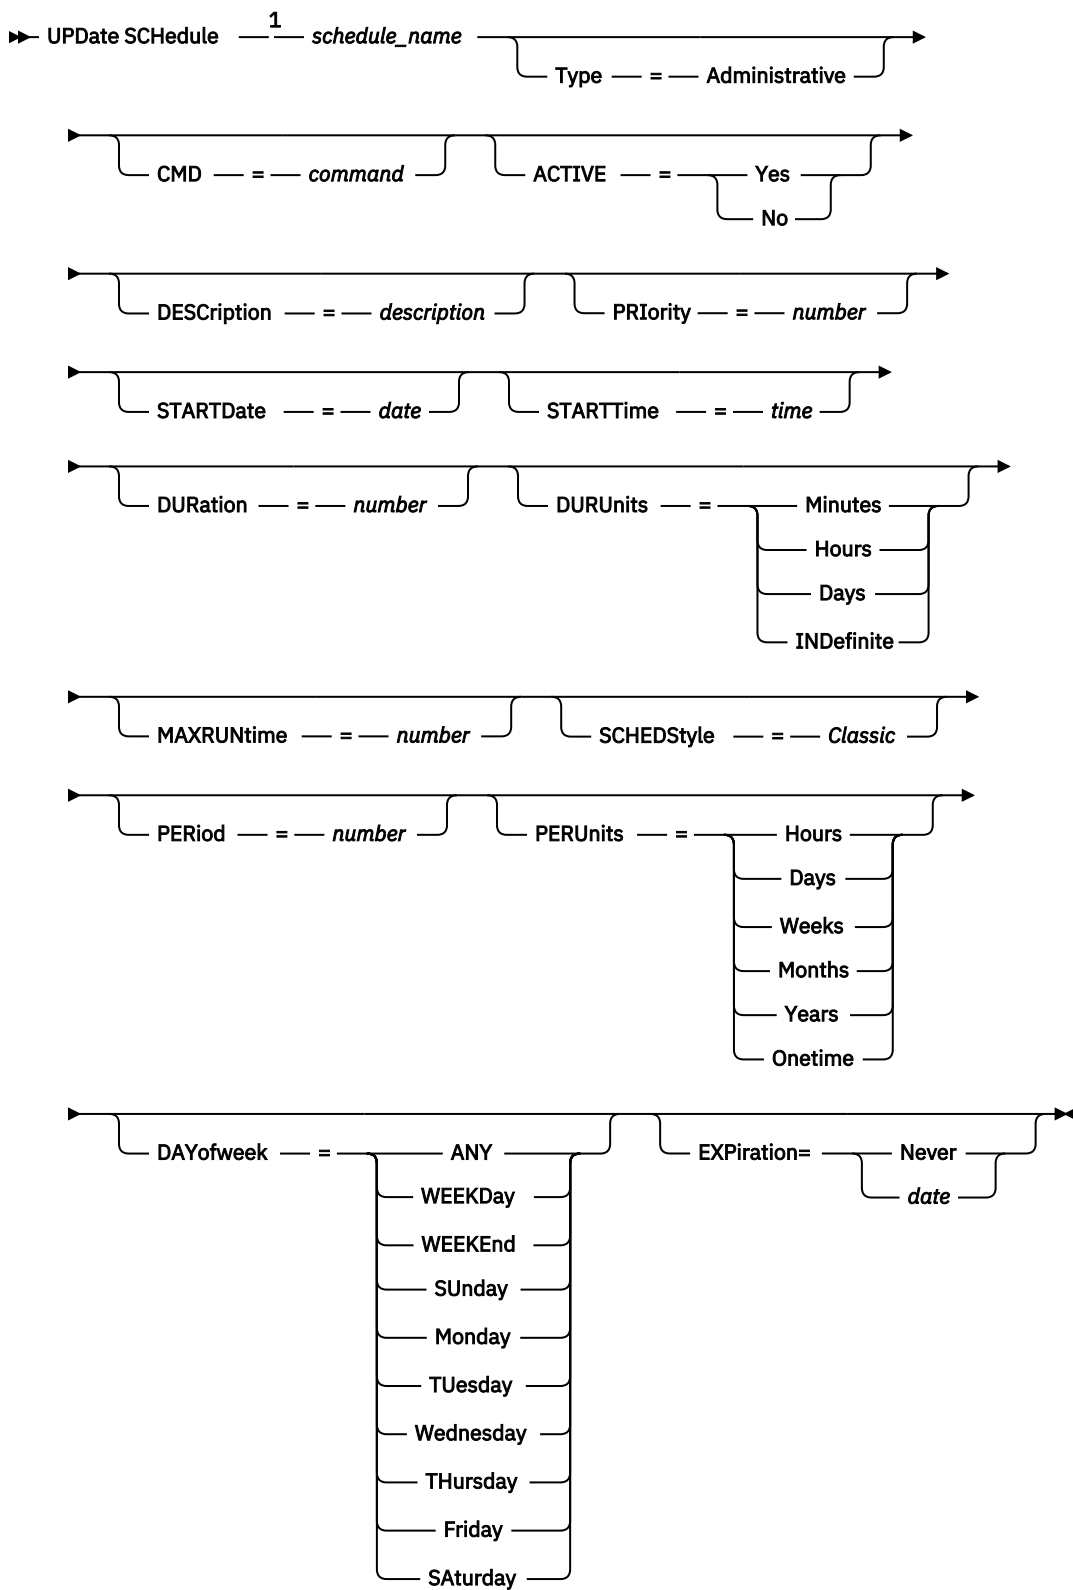 1
UPDate SCHedule schedule_name
Type = Administrative
CMD = command ACTIVE = Yes
No
DESCription = description PRIority = number
STARTDate = date STARTTime = time
DURation = number DURUnits = Minutes
Hours
Days
INDefinite
MAXRUNtime = number SCHEDStyle = Classic
PERiod = number PERUnits = Hours
Days
Weeks
Months
Years
Onetime
DAYofweek = ANY EXPiration= Never
WEEKDay date
WEEKEnd
SUnday
Monday
TUesday
Wednesday
THursday
Friday
SAturday